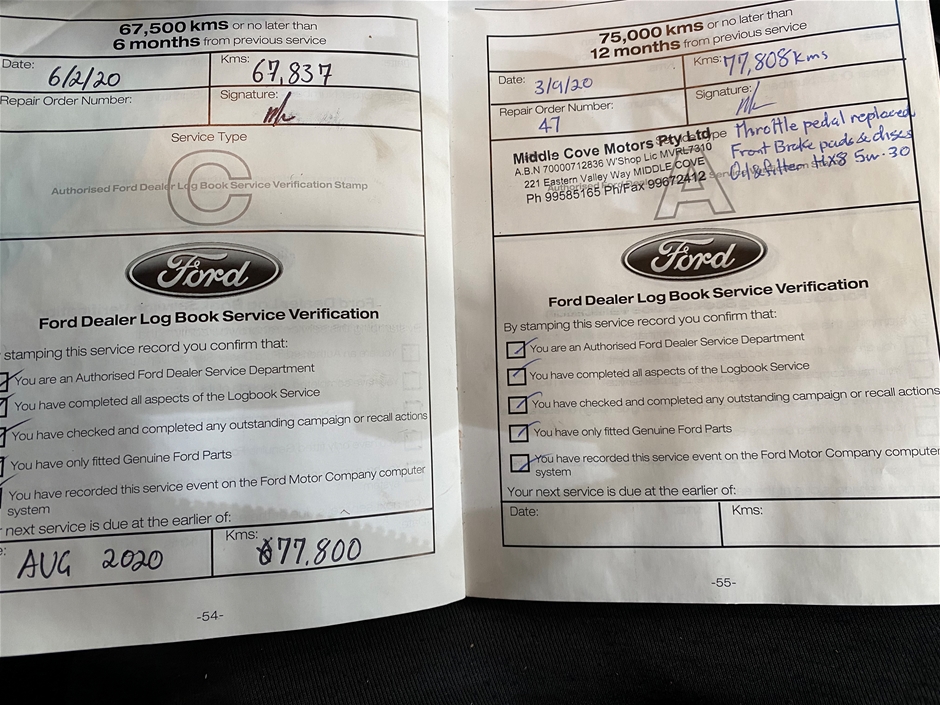 67,500 kms or no later than
6 months from previous service
Date: 6/2/20
Kms: 67,837
Repair Order Number:
Signature:
Service Type
C
Authorised Ford Dealer Log Book Service Verification Stamp
Ford
Ford Dealer Log Book Service Verification
stamping this service record you confirm that:
You are an Authorised Ford Dealer Service Department
You have completed all aspects of the Logbook Service
You have checked and completed any outstanding campaign or recall actions
You have only fitted Genuine Ford Parts
You have recorded this service event on the Ford Motor Company computer
system
next service is due at the earlier of:
AUG 2020
Kms: 77,800
-54-
75,000 kms or no later than
12 months from previous service
Date: 3/9/20
Kms: 77,808 kms
Repair Order Number:
47
Signature:
Middle Cove Motors Pty Ltd
A.B.N 70000712836 W'Shop Lic MVRL7310
221 Eastern Valley Way MIDDLE COVE
Ph 99585165 Ph/Fax 99672412
A
Throttle pedal replaced
Front Brake pads & discs
Oil & filter HX8 5w-30
Ford
Ford Dealer Log Book Service Verification
By stamping this service record you confirm that:
You are an Authorised Ford Dealer Service Department
You have completed all aspects of the Logbook Service
You have checked and completed any outstanding campaign or recall actions
You have only fitted Genuine Ford Parts
You have recorded this service event on the Ford Motor Company computer
system
Your next service is due at the earlier of:
Date:
Kms:
-55-